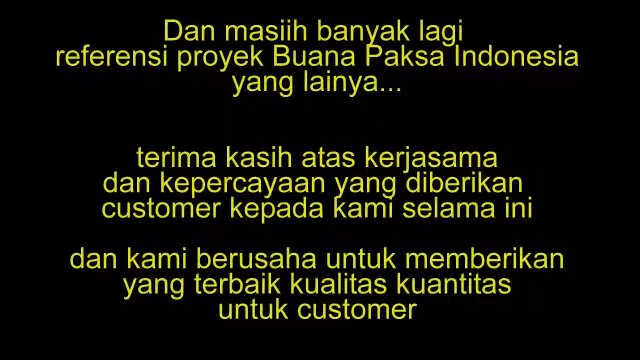 Dan masiih banyak lagi
referensi proyek Buana Paksa Indonesia
yang lainya...
terima kasih atas kerjasama
dan kepercayaan yang diberikan
customer kepada kami selama ini
dan kami berusaha untuk memberikan
yang terbaik kualitas kuantitas
untuk customer